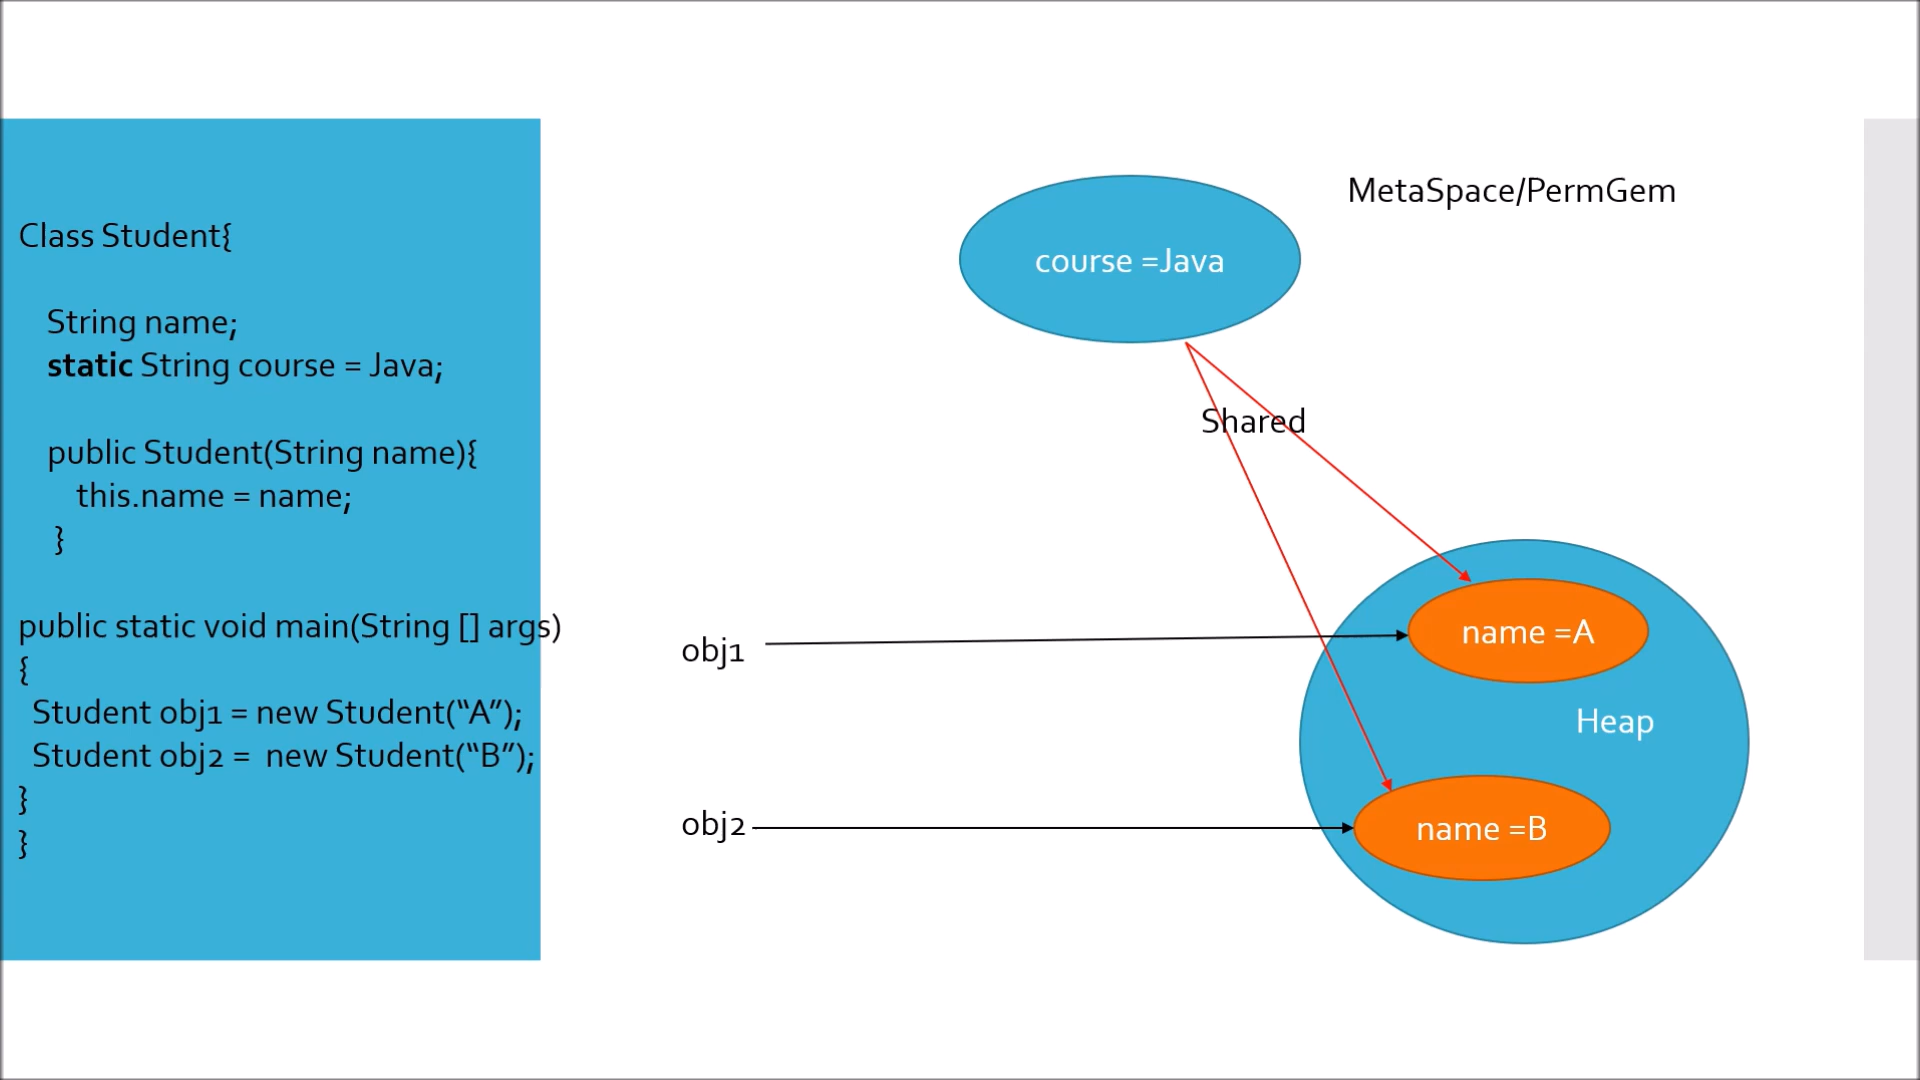 Class Student{
String name;
static String course = Java;
public Student(String name){
this.name = name;
}
public static void main(String [] args)
{
Student obj1 = new Student(“A”);
Student obj2 =  new Student(“B”);
}
}
MetaSpace/PermGem
course =Java
Shared
obj1
name =A
Heap
obj2
name =B